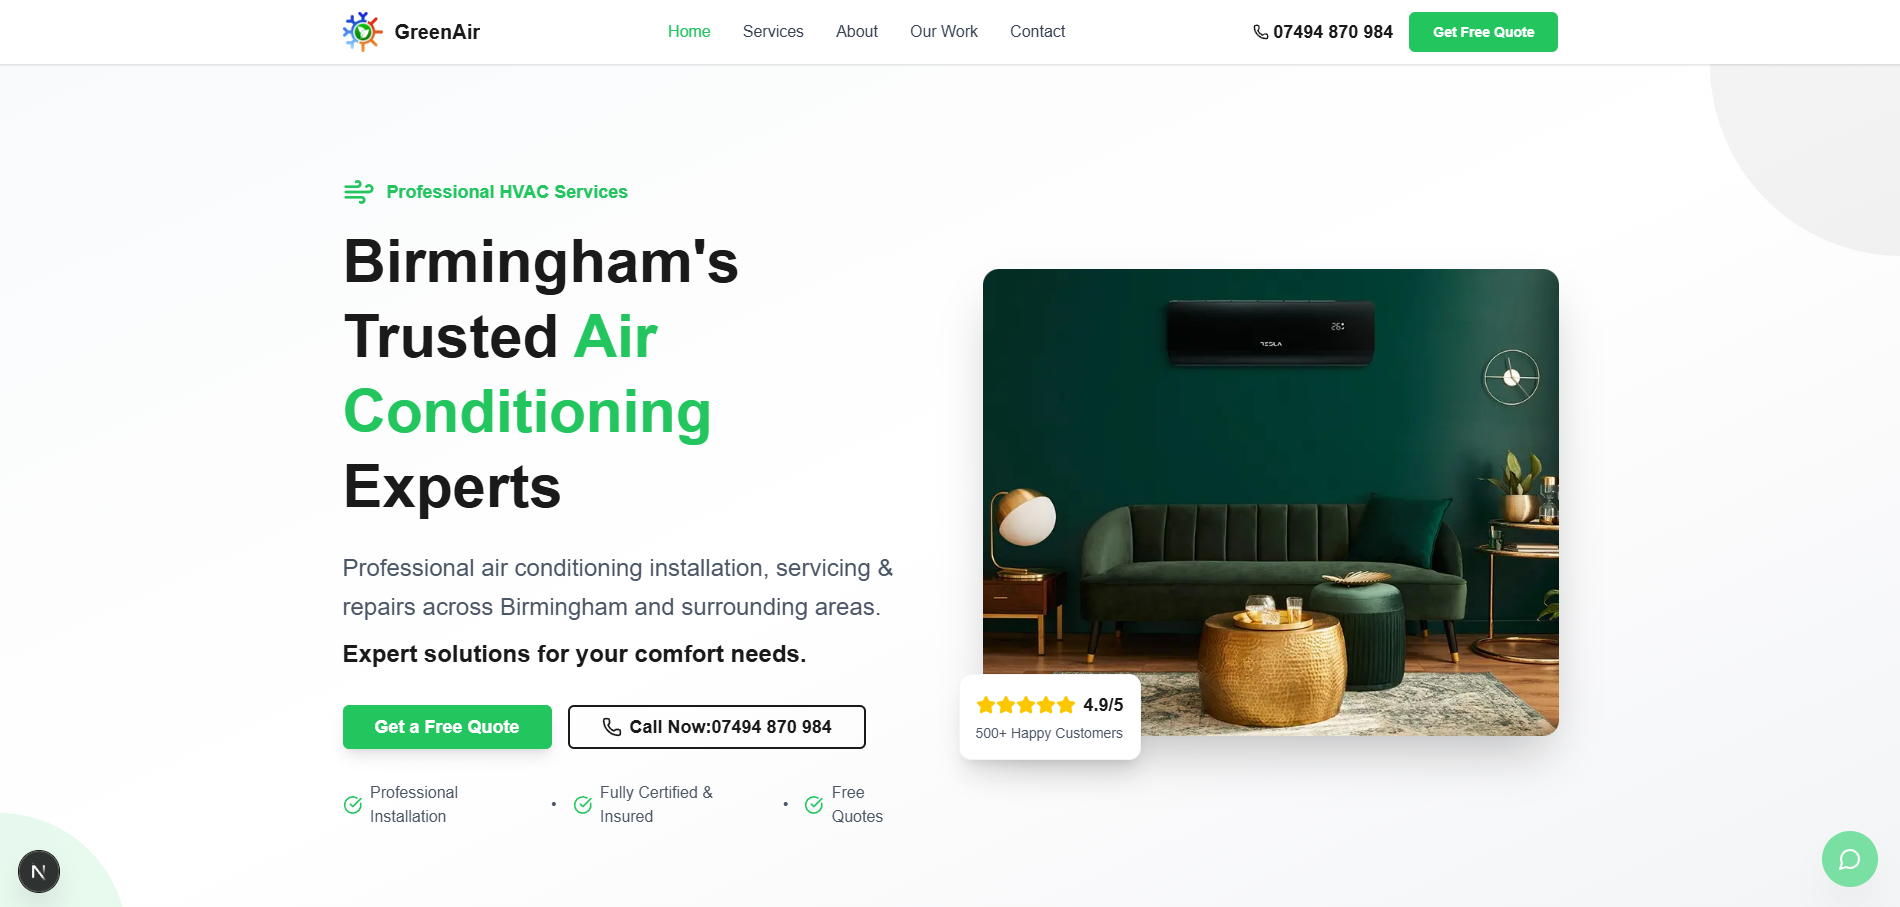 GreenAir
Home Services About Our Work Contact
07494 870 984
Get Free Quote
Professional HVAC Services
Birmingham's
Trusted Air
Conditioning
Experts
Professional air conditioning installation, servicing &
repairs across Birmingham and surrounding areas.
Expert solutions for your comfort needs.
Get a Free Quote
Call Now:07494 870 984
Professional
Installation
•
Fully Certified &
Insured
•
Free
Quotes
26
TESLA
4.9/5
500+ Happy Customers
N